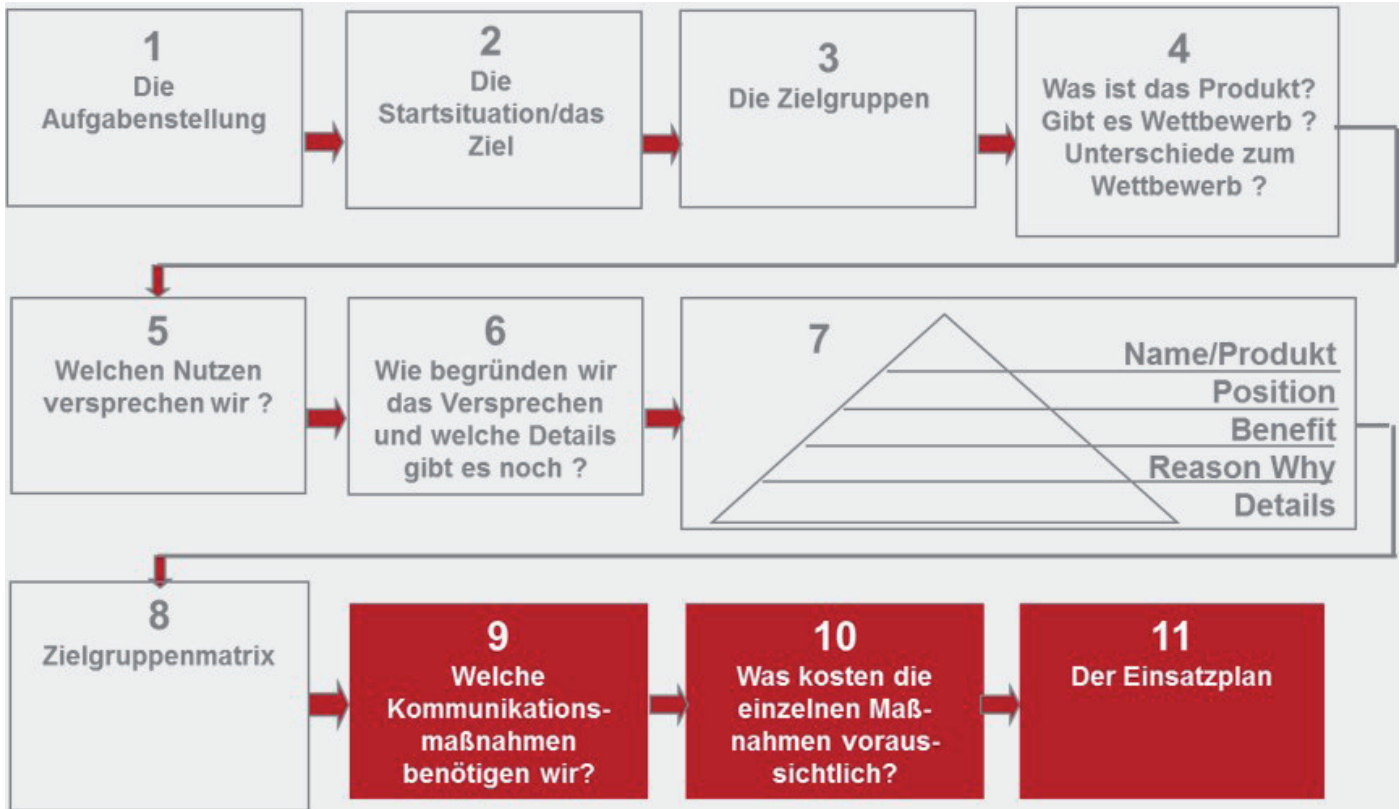 1
Die
Aufgabenstellung
2
Die
Startsituation/das
Ziel
3
Die Zielgruppen
4
Was ist das Produkt?
Gibt es Wettbewerb ?
Unterschiede zum
Wettbewerb ?
5
Welchen Nutzen
versprechen wir ?
6
Wie begründen wir
das Versprechen
und welche Details
gibt es noch ?
7
Name/Produkt
Position
Benefit
Reason Why
Details
8
Zielgruppenmatrix
9
Welche
Kommunikations-
maßnahmen
benötigen wir?
10
Was kosten die
einzelnen Maß-
nahmen voraus-
sichtlich?
11
Der Einsatzplan